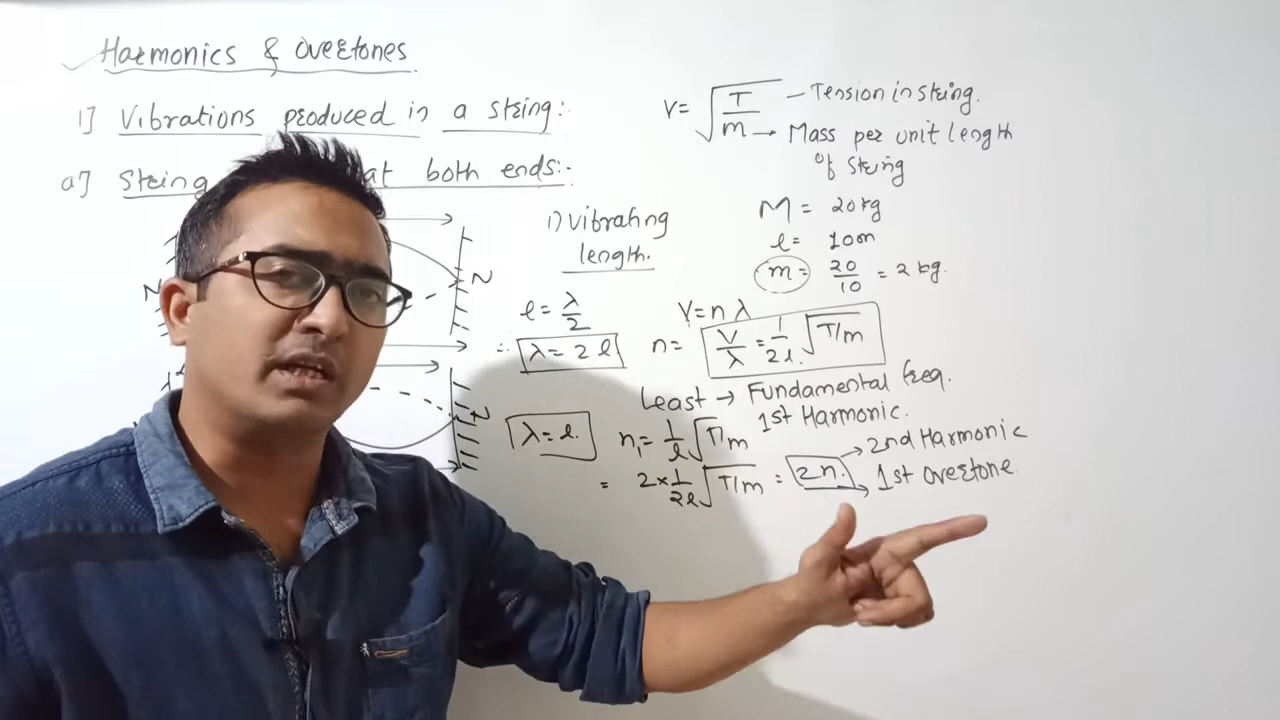 Harmonics & overtones
1] Vibrations produced in a string:-
a] String at both ends:-
N
N
N
1) vibrating
length.
l = λ/2
∴ λ = 2l
λ = l.
V = √(T/m)
T – Tension in string.
m → Mass per unit length
of string
M = 20 kg
l = 10m
m = 20/10 = 2 kg.
V = n λ
n = V/λ = 1/2l. √T/m
Least → Fundamental freq.
1st Harmonic.
n₁ = 1/l √T/m
= 2 × 1/2l √T/m = 2n.
→ 2nd Harmonic
→ 1st overtone.